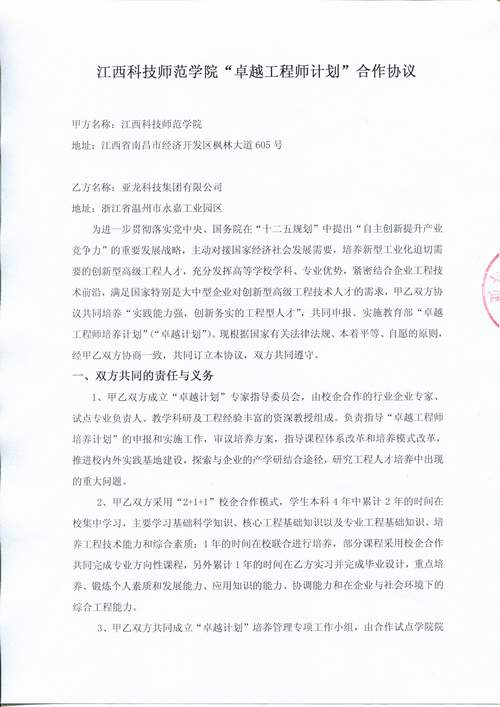 江西科技师范学院“卓越工程师计划”合作协议
甲方名称：江西科技师范学院
地址：江西省南昌市经济开发区枫林大道605号
乙方名称：亚龙科技集团有限公司
地址：浙江省温州市永嘉工业园区
为进一步贯彻落实党中央、国务院在“十二五规划”中提出“自主创新提升产业
竞争力”的重要发展战略，主动对接国家经济社会发展需要，培养新型工业化迫切需
要的创新型高级工程人才，充分发挥高等学校学科、专业优势，紧密结合企业工程技
术前沿，满足国家特别是大中型企业对创新型高级工程技术人才的需求，甲乙双方协
议共同培养“实践能力强，创新务实的工程型人才”，共同申报、实施教育部“卓越
工程师培养计划”（“卓越计划”）。现根据国家有关法律法规、本着平等、自愿的原则，
经甲乙双方协商一致，共同订立本协议，双方共同遵守。
一、双方共同的责任与义务
1、甲乙双方成立“卓越计划”专家指导委员会，由校企合作的行业企业专家、
试点专业负责人、教学科研及工程经验丰富的资深教授组成。负责指导“卓越工程师
培养计划”的申报和实施工作，审议培养方案，指导课程体系改革和培养模式改革，
推进校内外实践基地建设，探索与企业的产学研结合途径，研究工程人才培养中出现
的重大问题。
2、甲乙双方采用“2+1+1”校企合作模式，学生本科4年中累计2年的时间在
校集中学习，主要学习基础科学知识、核心工程基础知识以及专业工程基础知识、培
养工程技术能力和综合素质；1年的时间在校联合进行培养，部分课程采用校企合作
共同完成专业方向性课程，另外累计1年的时间在乙方实习并完成毕业设计，重点培
养、锻炼个人素质和发展能力、应用知识的能力、协调能力和在企业与社会环境下的
综合工程能力。
3、甲乙双方共同成立“卓越计划”培养管理专项工作小组，由合作试点学院院